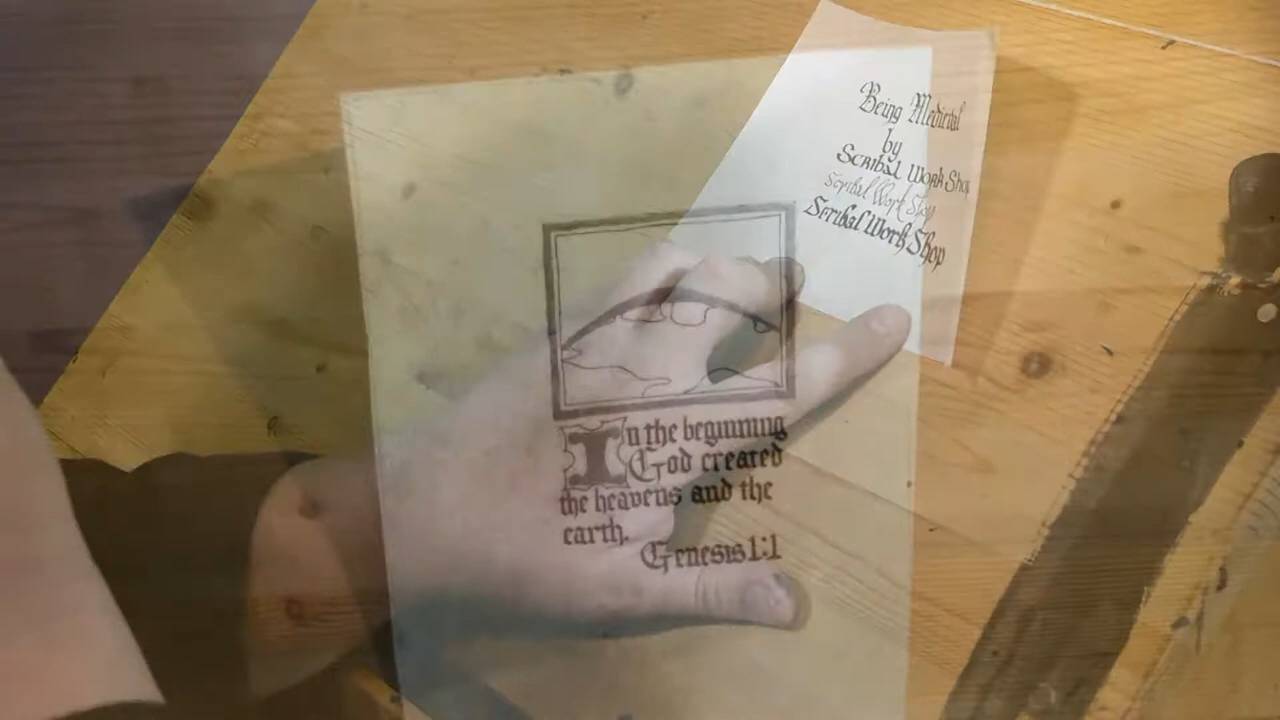 Being Medieval
by
Scribal Work Shop
Scribal Work Shop
Scribal Work Shop
In the beginning
God created
the heavens and the
earth.
Genesis 1:1